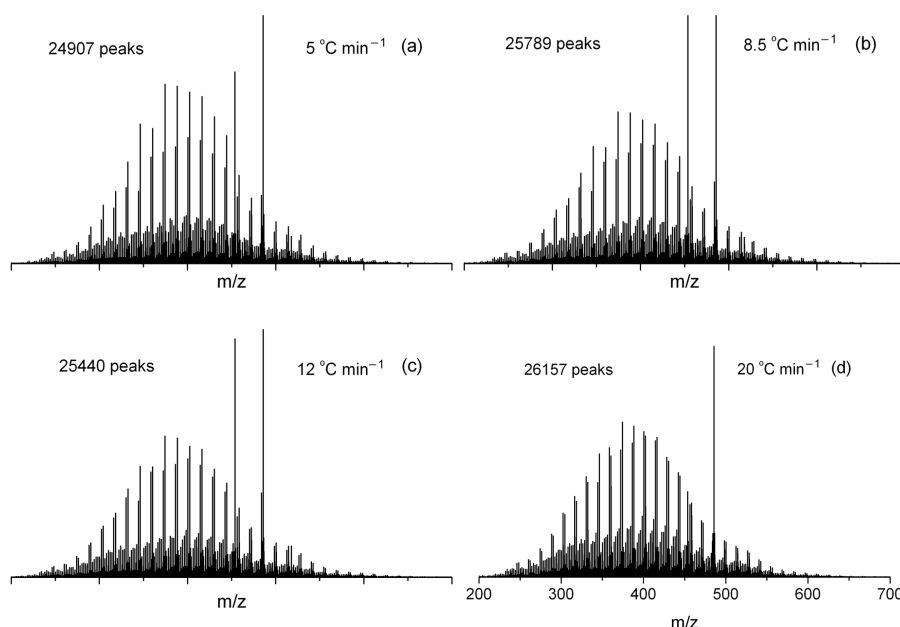 24907 peaks 5 °C min⁻¹ (a)
25789 peaks 8.5 °C min⁻¹ (b)
m/z
m/z
25440 peaks 12 °C min⁻¹ (c)
26157 peaks 20 °C min⁻¹ (d)
m/z
200 300 400 500 600 700
m/z